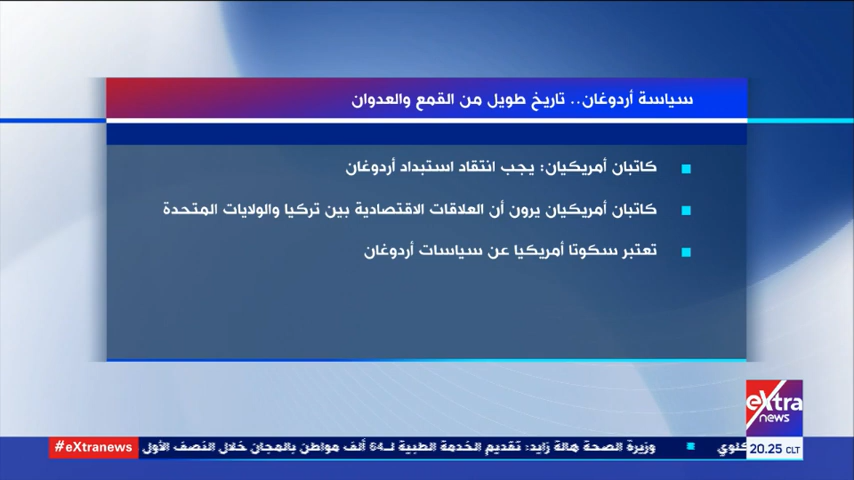 سياسة أردوغان.. تاريخ طويل من القمع والعدوان
كاتبان أمريكيان: يجب انتقاد استبداد أردوغان
كاتبان أمريكيان يرون أن العلاقات الاقتصادية بين تركيا والولايات المتحدة
تعتبر سكوتا أمريكيا عن سياسات أردوغان
eXtra
news
#eXtranews
وزيرة الصحة هالة زايد: تقديم الخدمة الطبية لـ64 ألف مواطن بالمجان خلال النصف الأول
20.25 CLT